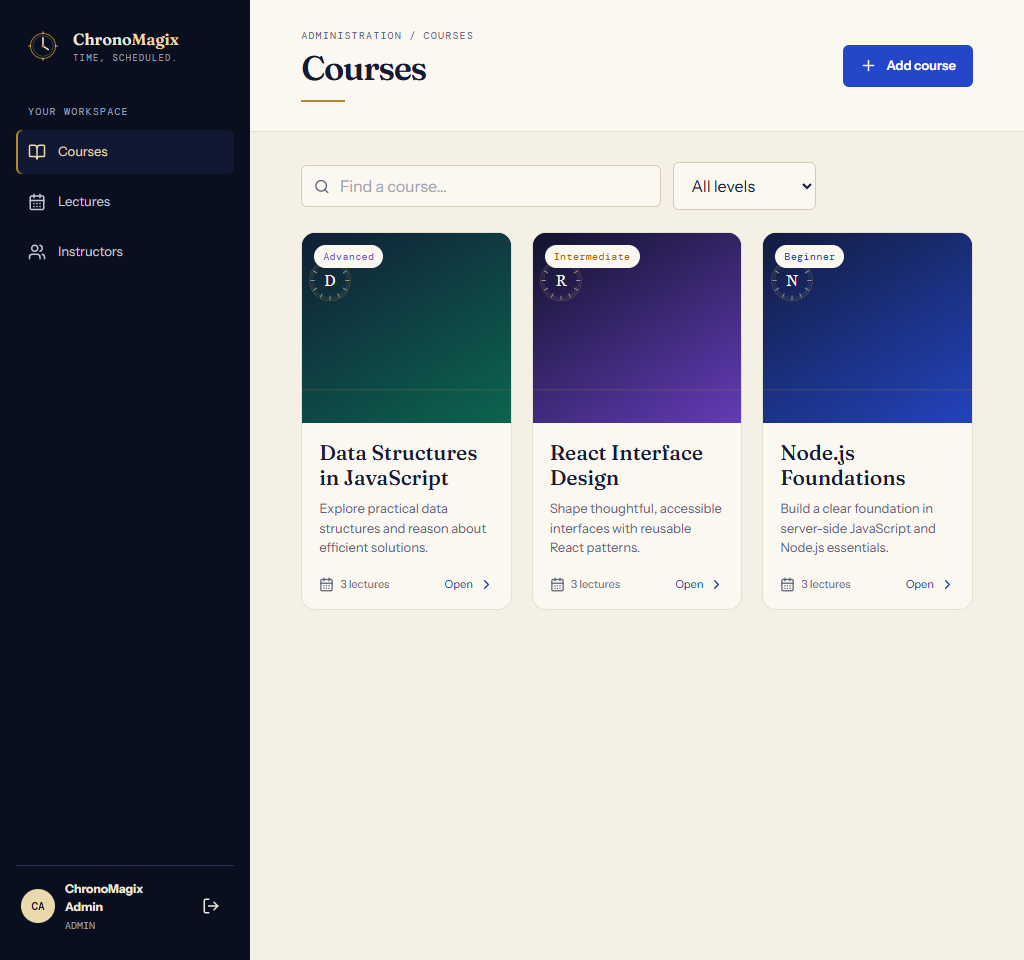 ChronoMagix
TIME, SCHEDULED.
YOUR WORKSPACE
Courses
Lectures
Instructors
CA
ChronoMagix
Admin
ADMIN
ADMINISTRATION / COURSES
Courses
Add course
Find a course...
All levels
Advanced
D
Data Structures
in JavaScript
Explore practical data
structures and reason about
efficient solutions.
3 lectures
Open
Intermediate
R
React Interface
Design
Shape thoughtful, accessible
interfaces with reusable
React patterns.
3 lectures
Open
Beginner
N
Node.js
Foundations
Build a clear foundation in
server-side JavaScript and
Node.js essentials.
3 lectures
Open